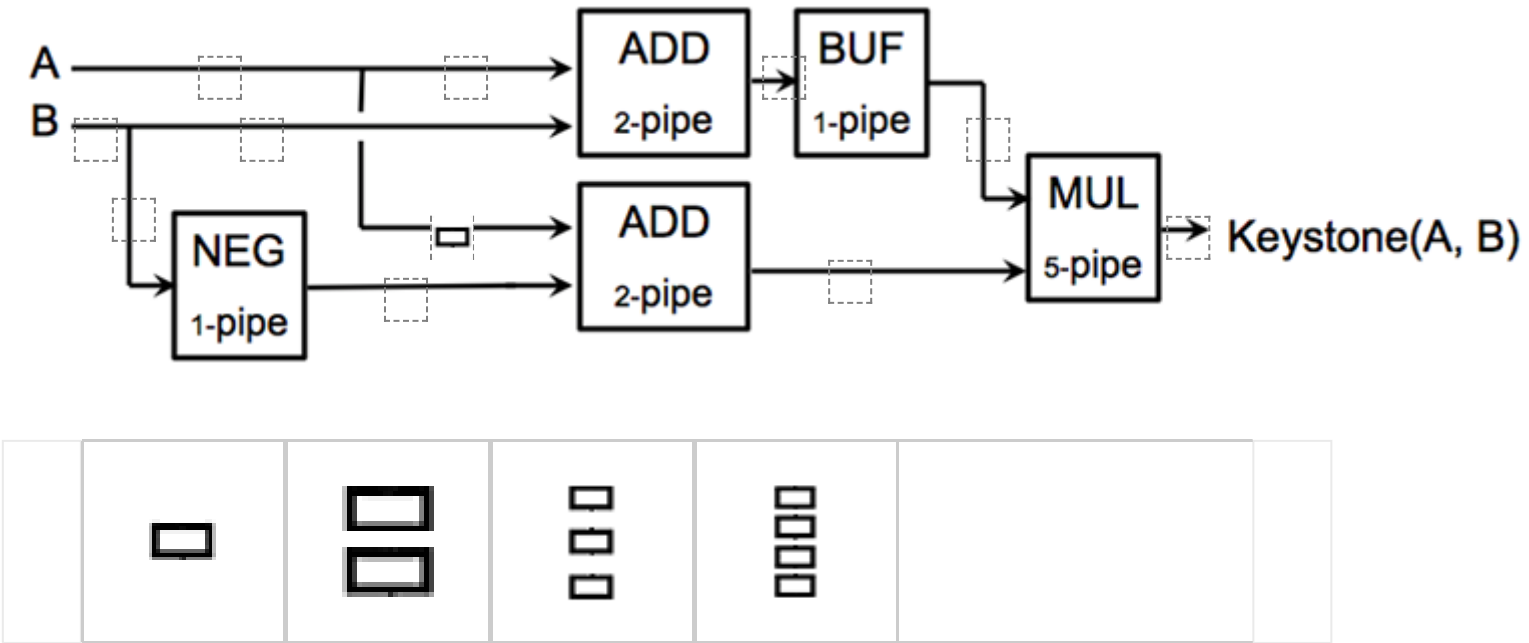 A
B
ADD
2-pipe
BUF
1-pipe
NEG
1-pipe
ADD
2-pipe
MUL
5-pipe
Keystone(A, B)